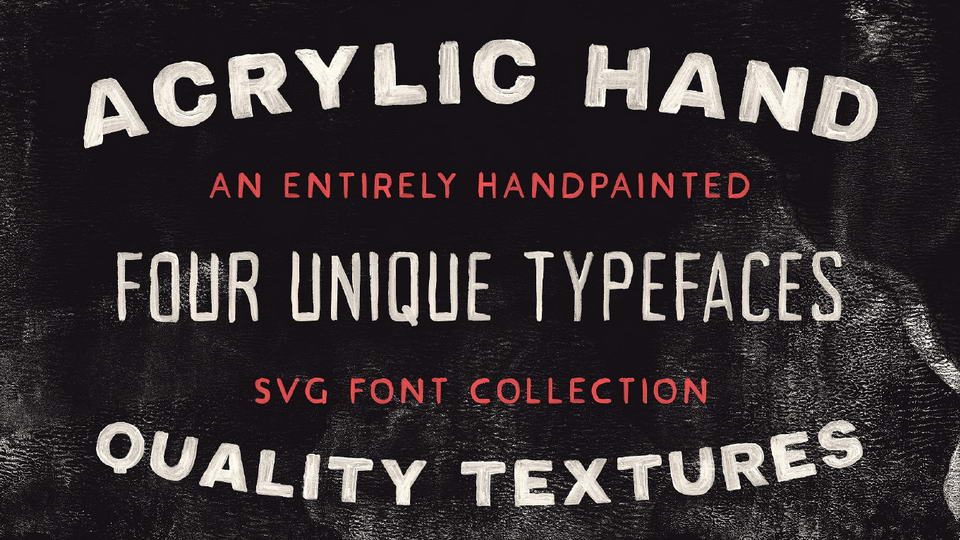 ACRYLIC HAND
AN ENTIRELY HANDPAINTED
FOUR UNIQUE TYPEFACES
SVG FONT COLLECTION
QUALITY TEXTURES